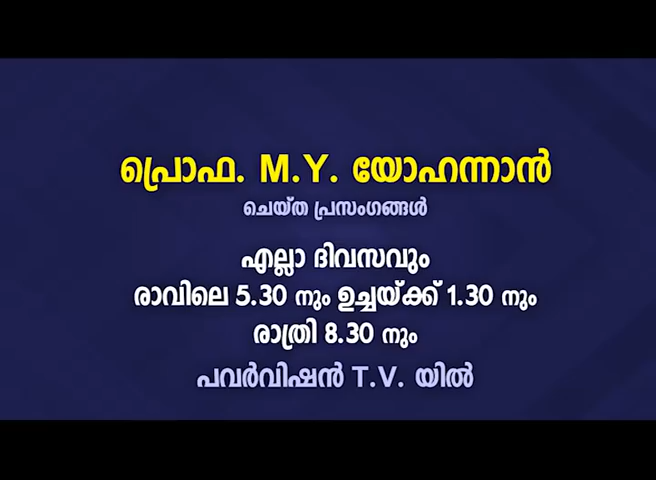 പ്രൊഫ. M.Y. യോഹന്നാൻ
ചെയ്ത പ്രസംഗങ്ങൾ
എല്ലാ ദിവസവും
രാവിലെ 5.30 നും ഉച്ചയ്ക്ക് 1.30 നും
രാത്രി 8.30 നും
പവർവിഷൻ T.V. യിൽ